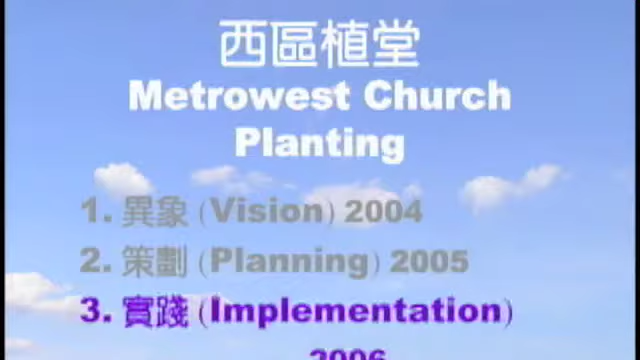 西區植堂
Metrowest Church
Planting
1. 異象 (Vision) 2004
2. 策劃 (Planning) 2005
3. 實踐 (Implementation)
2006